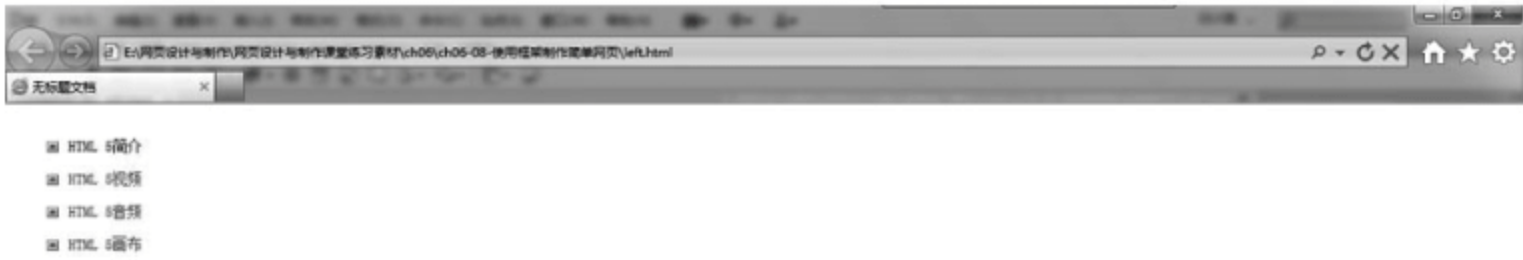 E:\网页设计与制作\网页设计与制作课堂练习素材\ch06\ch06-08-使用框架制作简单网页\left.html
无标题文档
HTML 5简介
HTML 5视频
HTML 5音频
HTML 5画布